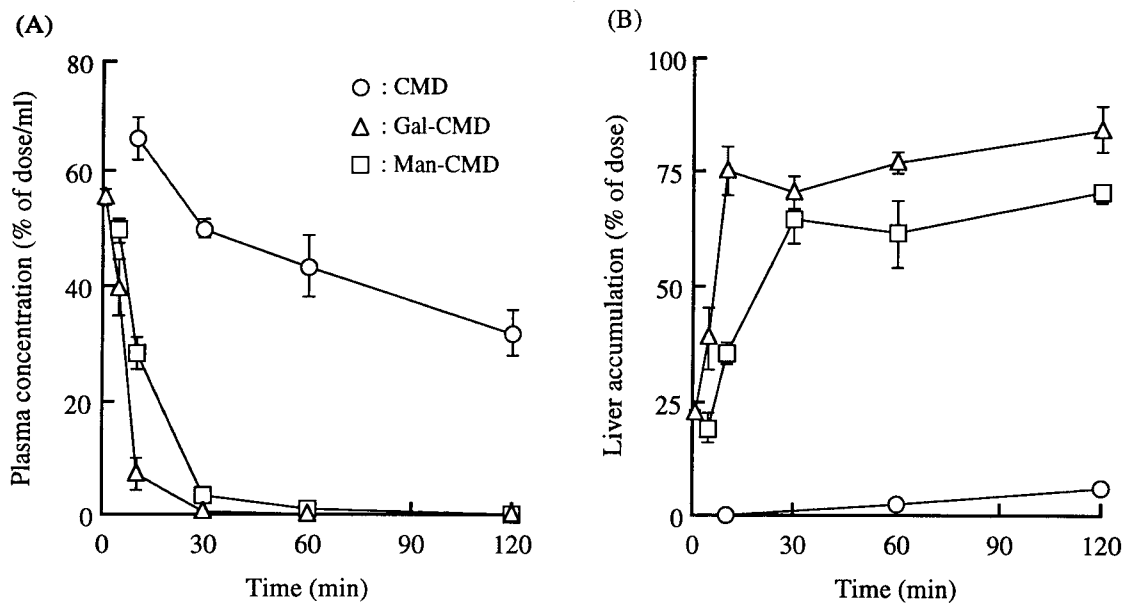 (A)
Plasma concentration (% of dose/ml)
80
60
40
20
0
0 30 60 90 120
Time (min)
: CMD
: Gal-CMD
: Man-CMD
(B)
Liver accumulation (% of dose)
100
75
50
25
0
0 30 60 90 120
Time (min)